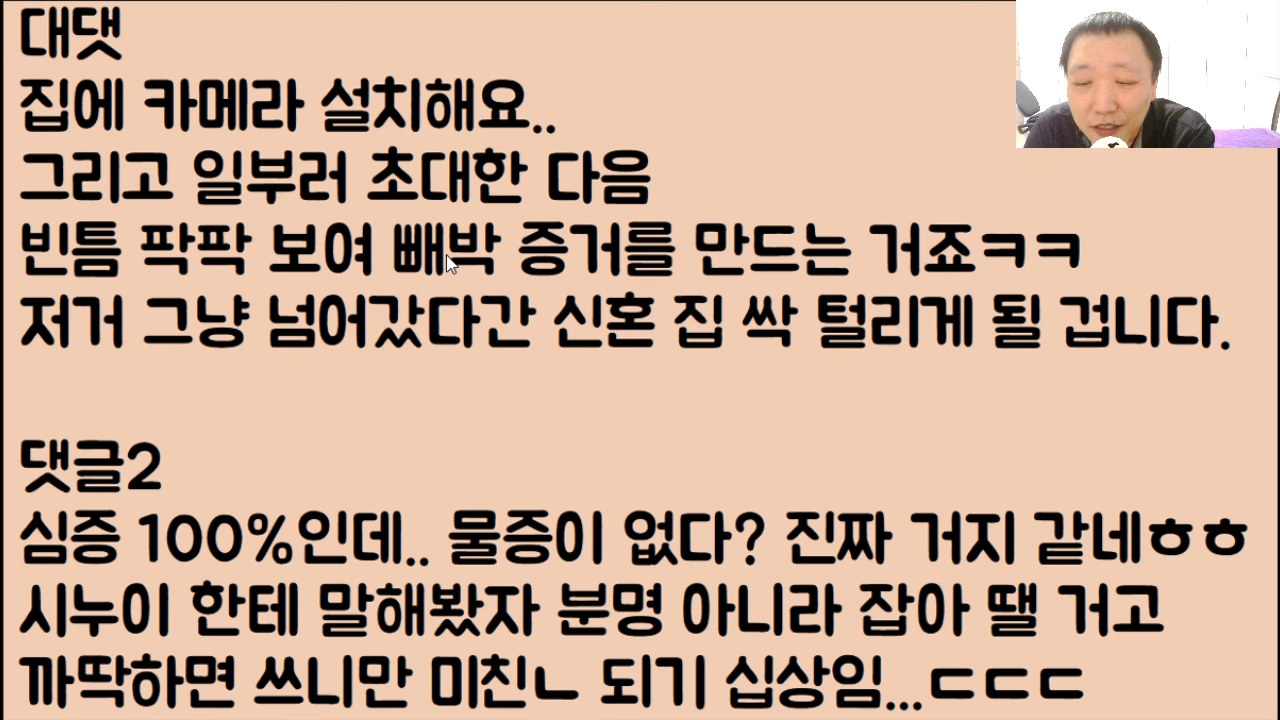 대댓
집에 카메라 설치해요..
그리고 일부러 초대한 다음
빈틈 팍팍 보여 빼박 증거를 만드는 거죠ㅋㅋ
저거 그냥 넘어갔다간 신혼 집 싹 털리게 될 겁니다.
댓글2
심증 100%인데.. 물증이 없다? 진짜 거지 같네ㅎㅎ
시누이 한테 말해봤자 분명 아니라 잡아 땔 거고
까딱하면 쓰니만 미친ㄴ 되기 십상임...ㄷㄷㄷ